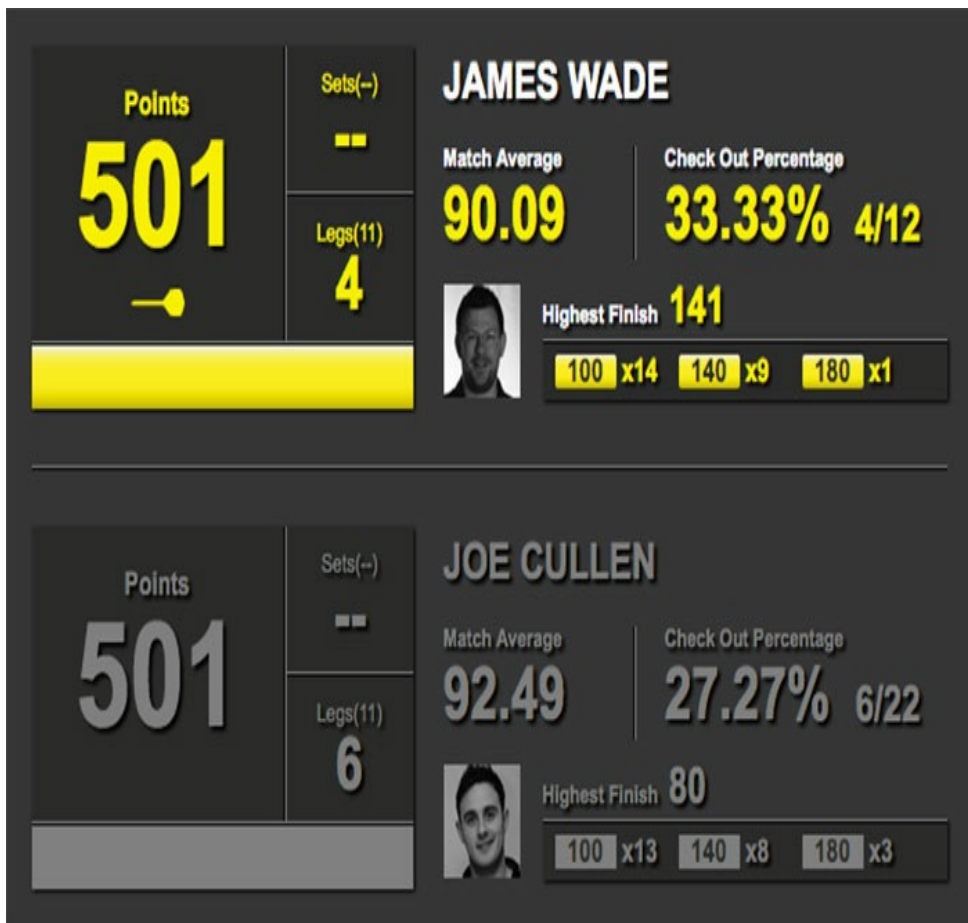 Points
501
Sets(--)
--
Legs(11)
4
JAMES WADE
Match Average
90.09
Check Out Percentage
33.33% 4/12
Highest Finish 141
100 x14 140 x9 180 x1
Points
501
Sets(--)
--
Legs(11)
6
JOE CULLEN
Match Average
92.49
Check Out Percentage
27.27% 6/22
Highest Finish 80
100 x13 140 x8 180 x3